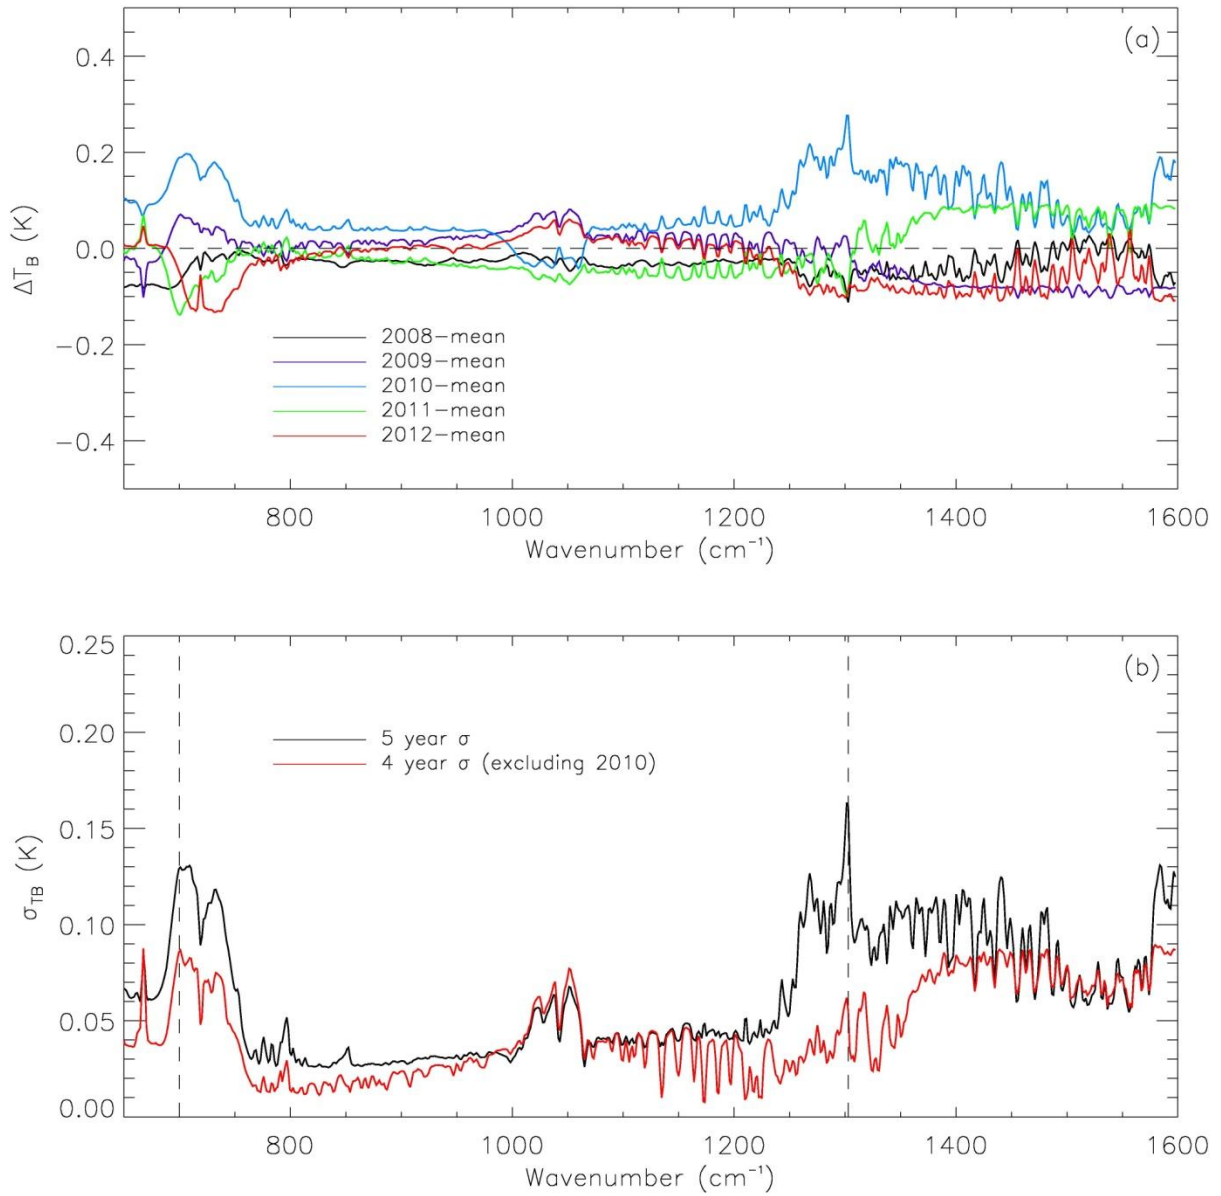 (a)
0.4
0.2
0.0
−0.2
−0.4
ΔT_B (K)
2008−mean
2009−mean
2010−mean
2011−mean
2012−mean
800 1000 1200 1400 1600
Wavenumber (cm⁻¹)
(b)
0.25
0.20
0.15
0.10
0.05
0.00
σ_TB (K)
5 year σ
4 year σ (excluding 2010)
800 1000 1200 1400 1600
Wavenumber (cm⁻¹)